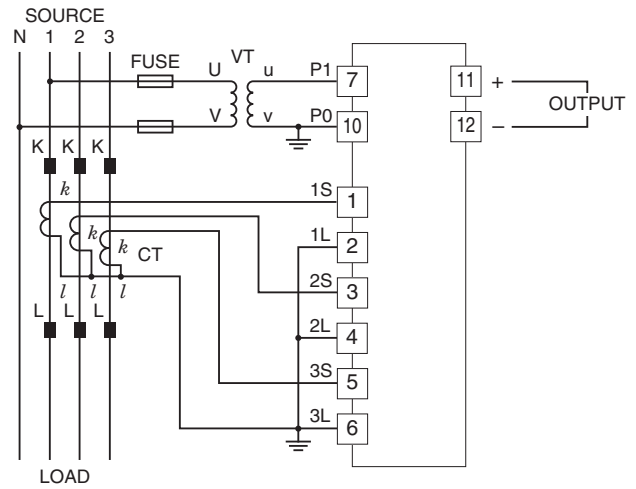 SOURCE
N 1 2 3
FUSE
U VT u P1 7 11 +
OUTPUT
V v P0 10 12 −
K K K
k 1S 1
k k CT 1L 2
l l l 2S 3
L L L 2L 4
3S 5
3L 6
LOAD